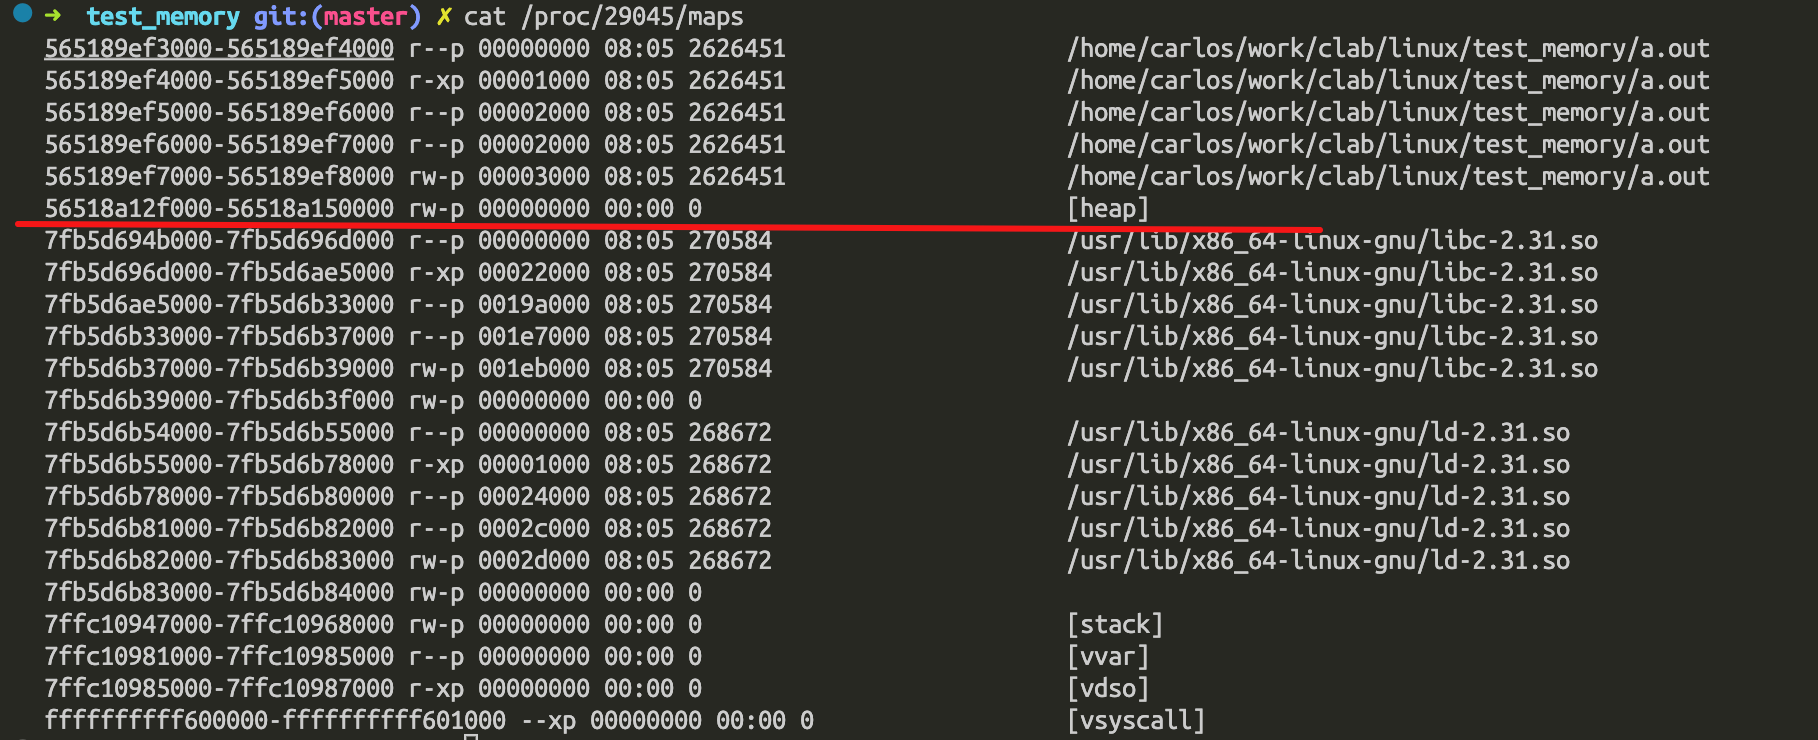 ➜ test_memory git:(master) ✗ cat /proc/29045/maps
565189ef3000-565189ef4000 r--p 00000000 08:05 2626451 /home/carlos/work/clab/linux/test_memory/a.out
565189ef4000-565189ef5000 r-xp 00001000 08:05 2626451 /home/carlos/work/clab/linux/test_memory/a.out
565189ef5000-565189ef6000 r--p 00002000 08:05 2626451 /home/carlos/work/clab/linux/test_memory/a.out
565189ef6000-565189ef7000 r--p 00002000 08:05 2626451 /home/carlos/work/clab/linux/test_memory/a.out
565189ef7000-565189ef8000 rw-p 00003000 08:05 2626451 /home/carlos/work/clab/linux/test_memory/a.out
56518a12f000-56518a150000 rw-p 00000000 00:00 0 [heap]
7fb5d694b000-7fb5d696d000 r--p 00000000 08:05 270584 /usr/lib/x86_64-linux-gnu/libc-2.31.so
7fb5d696d000-7fb5d6ae5000 r-xp 00022000 08:05 270584 /usr/lib/x86_64-linux-gnu/libc-2.31.so
7fb5d6ae5000-7fb5d6b33000 r--p 0019a000 08:05 270584 /usr/lib/x86_64-linux-gnu/libc-2.31.so
7fb5d6b33000-7fb5d6b37000 r--p 001e7000 08:05 270584 /usr/lib/x86_64-linux-gnu/libc-2.31.so
7fb5d6b37000-7fb5d6b39000 rw-p 001eb000 08:05 270584 /usr/lib/x86_64-linux-gnu/libc-2.31.so
7fb5d6b39000-7fb5d6b3f000 rw-p 00000000 00:00 0
7fb5d6b54000-7fb5d6b55000 r--p 00000000 08:05 268672 /usr/lib/x86_64-linux-gnu/ld-2.31.so
7fb5d6b55000-7fb5d6b78000 r-xp 00001000 08:05 268672 /usr/lib/x86_64-linux-gnu/ld-2.31.so
7fb5d6b78000-7fb5d6b80000 r--p 00024000 08:05 268672 /usr/lib/x86_64-linux-gnu/ld-2.31.so
7fb5d6b81000-7fb5d6b82000 r--p 0002c000 08:05 268672 /usr/lib/x86_64-linux-gnu/ld-2.31.so
7fb5d6b82000-7fb5d6b83000 rw-p 0002d000 08:05 268672 /usr/lib/x86_64-linux-gnu/ld-2.31.so
7fb5d6b83000-7fb5d6b84000 rw-p 00000000 00:00 0
7ffc10947000-7ffc10968000 rw-p 00000000 00:00 0 [stack]
7ffc10981000-7ffc10985000 r--p 00000000 00:00 0 [vvar]
7ffc10985000-7ffc10987000 r-xp 00000000 00:00 0 [vdso]
ffffffffff600000-ffffffffff601000 --xp 00000000 00:00 0 [vsyscall]